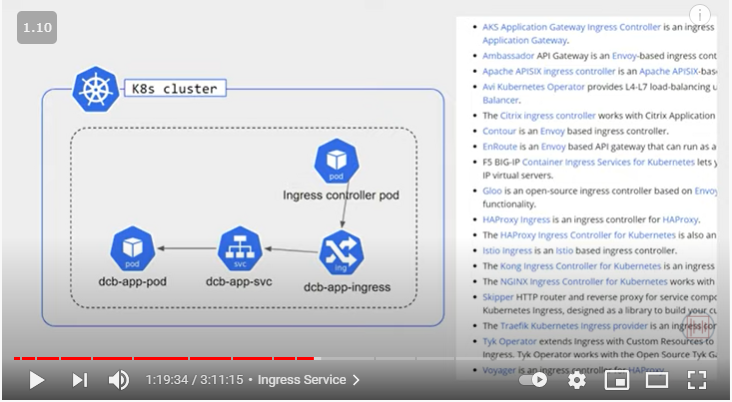 1.10
K8s cluster
pod
Ingress controller pod
pod
svc
ing
dcb-app-pod
dcb-app-svc
dcb-app-ingress
AKS Application Gateway Ingress Controller is an ingress
Application Gateway.
Ambassador API Gateway is an Envoy-based ingress cont
Apache APISIX ingress controller is an Apache APISIX-bas
Avi Kubernetes Operator provides L4-L7 load-balancing u
Balancer.
The Citrix ingress controller works with Citrix Application
Contour is an Envoy based ingress controller.
EnRoute is an Envoy based API gateway that can run as a
F5 BIG-IP Container Ingress Services for Kubernetes lets y
IP virtual servers.
Gloo is an open-source ingress controller based on Envoy
functionality.
HAProxy Ingress is an ingress controller for HAProxy.
The HAProxy Ingress Controller for Kubernetes is also an
Istio Ingress is an Istio based ingress controller.
The Kong Ingress Controller for Kubernetes is an ingress
The NGINX Ingress Controller for Kubernetes works with
Skipper HTTP router and reverse proxy for service compo
Kubernetes Ingress, designed as a library to build your cu
The Traefik Kubernetes Ingress provider is an ingress cor
Tyk Operator extends Ingress with Custom Resources to
Ingress. Tyk Operator works with the Open Source Tyk Ga
Voyager is an ingress controller for HAProxy.
1:19:34 / 3:11:15 • Ingress Service